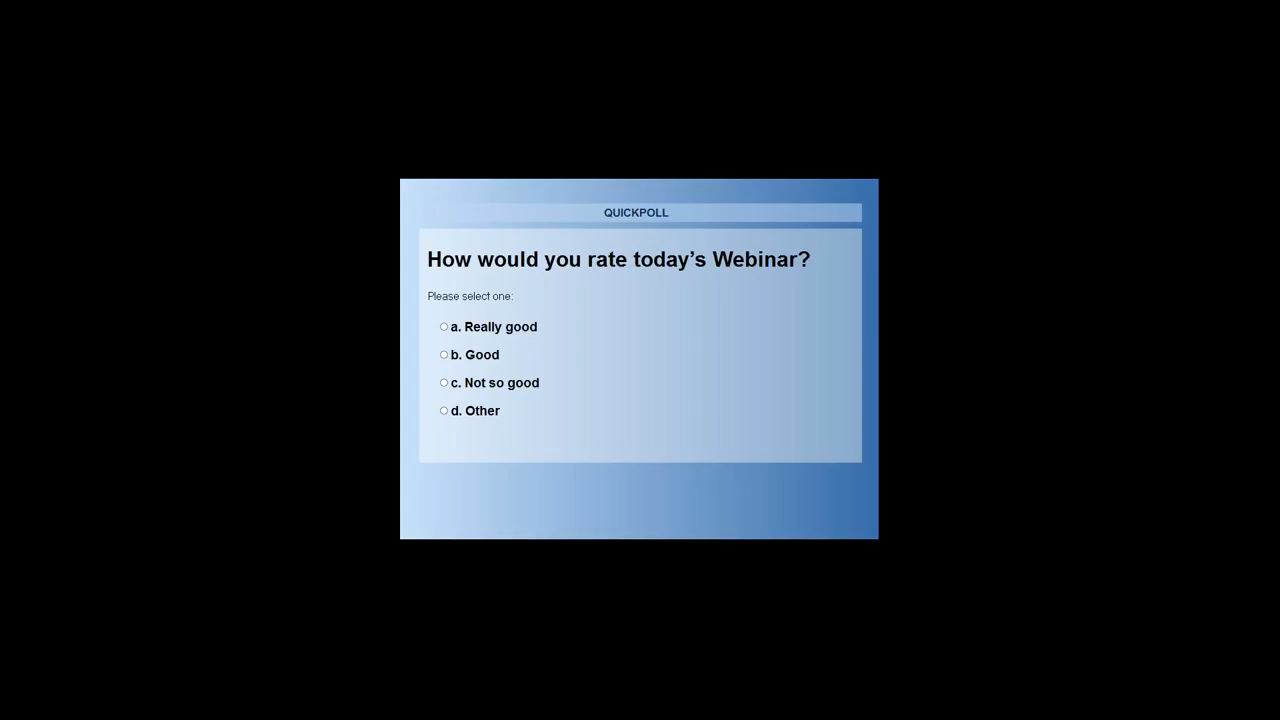 QUICKPOLL
How would you rate today’s Webinar?
Please select one:
a. Really good
b. Good
c. Not so good
d. Other